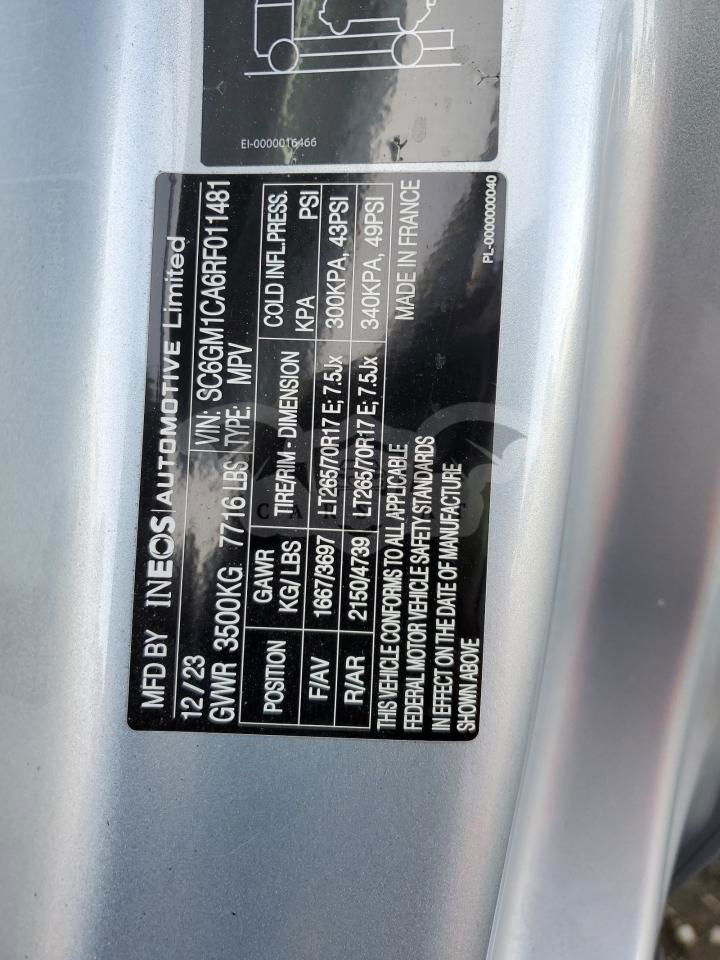 EI-0000016466
MFD BY INEOS|AUTOMOTIVE Limited
12 / 23 VIN: SC6GM1CA6RF011481
GVWR 3500KG 7716 LBS TYPE: MPV
POSITION GAWR KG/LBS TIRE/RIM - DIMENSION COLD INFL.PRESS. KPA PSI
F/AV 1667/3697 LT265/70R17 E; 7.5Jx 300KPA, 43PSI
R/AR 2150/4739 LT265/70R17 E; 7.5Jx 340KPA, 49PSI
THIS VEHICLE CONFORMS TO ALL APPLICABLE MADE IN FRANCE
FEDERAL MOTOR VEHICLE SAFETY STANDARDS
IN EFFECT ON THE DATE OF MANUFACTURE
SHOWN ABOVE
PL-0000000040